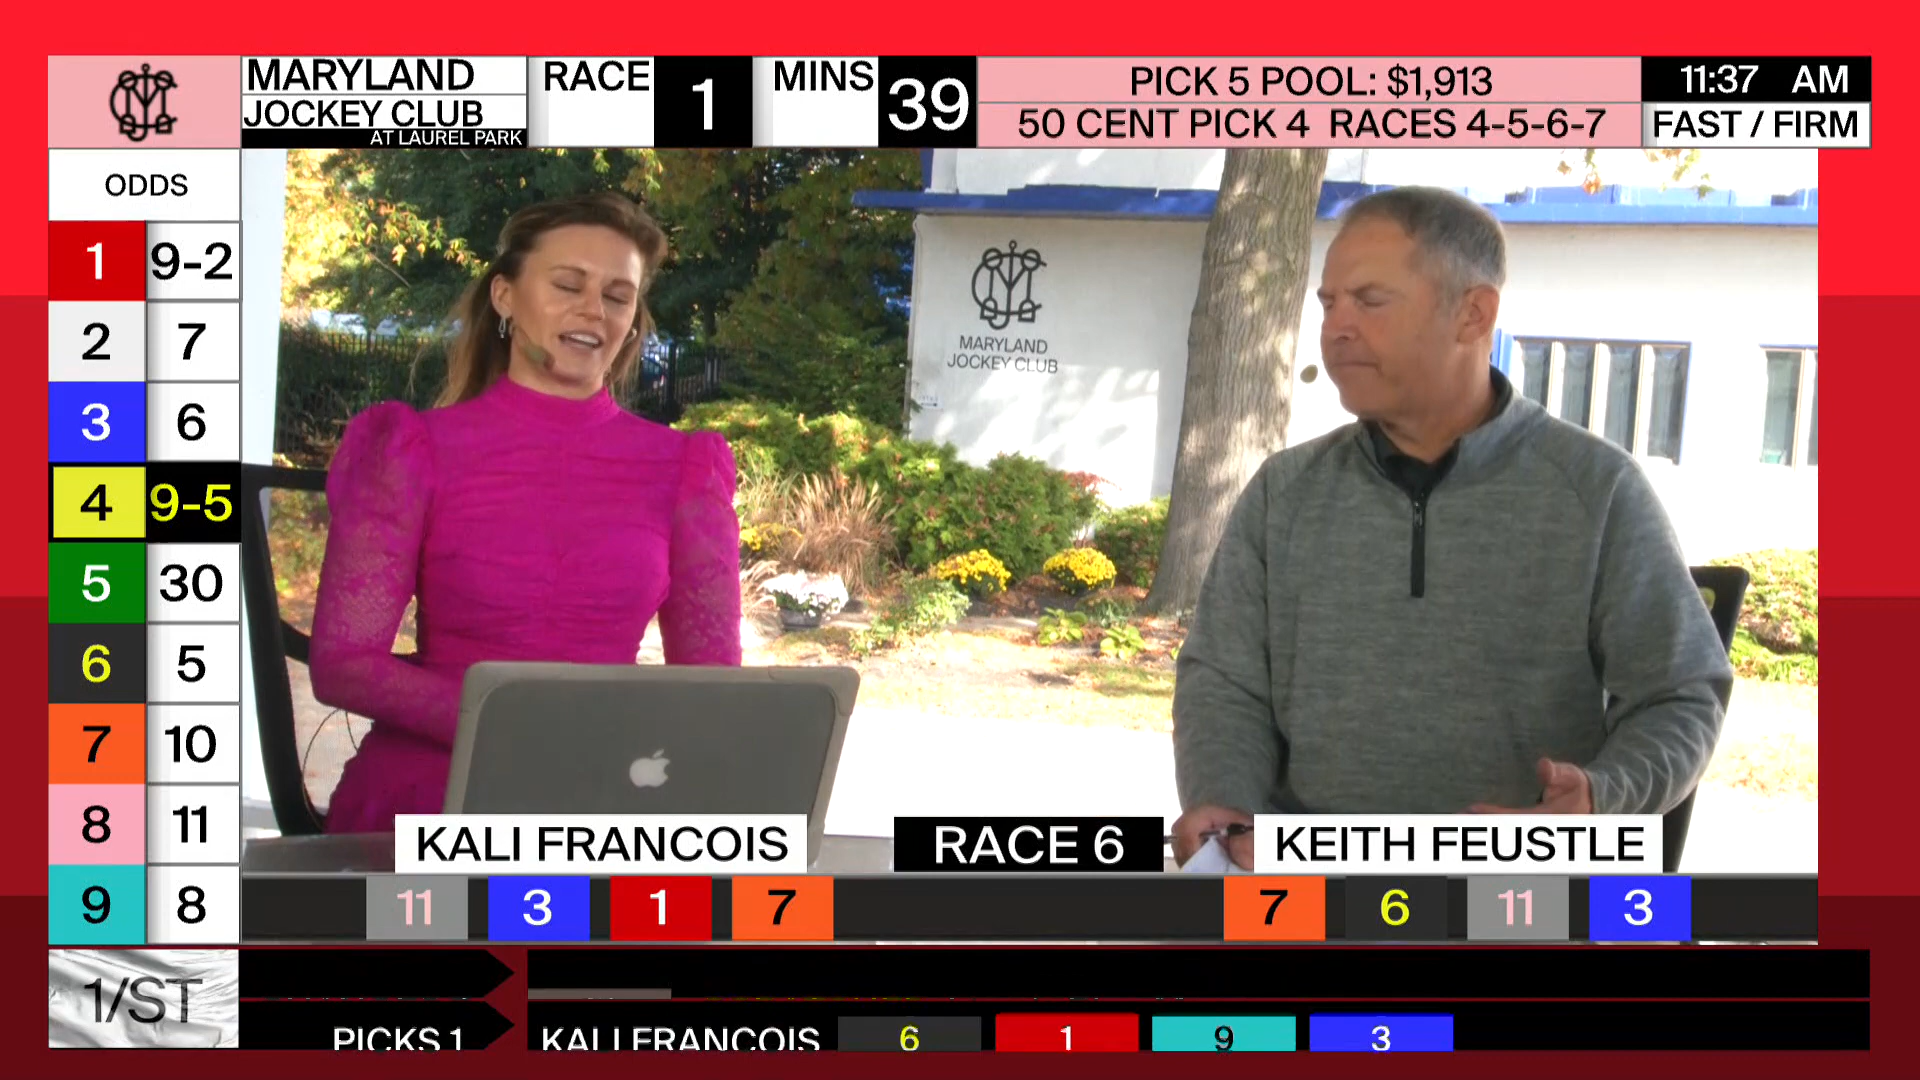 MARYLAND
JOCKEY CLUB
AT LAUREL PARK
RACE 1
MINS 39
PICK 5 POOL: $1,913
50 CENT PICK 4 RACES 4-5-6-7
11:37 AM
FAST / FIRM
ODDS
1 9-2
2 7
3 6
4 9-5
5 30
6 5
7 10
8 11
9 8
MARYLAND
JOCKEY CLUB
KALI FRANCOIS
RACE 6
KEITH FEUSTLE
11 3 1 7
7 6 11 3
1/ST
PICKS 1
KALI FRANCOIS 6 1 9 3